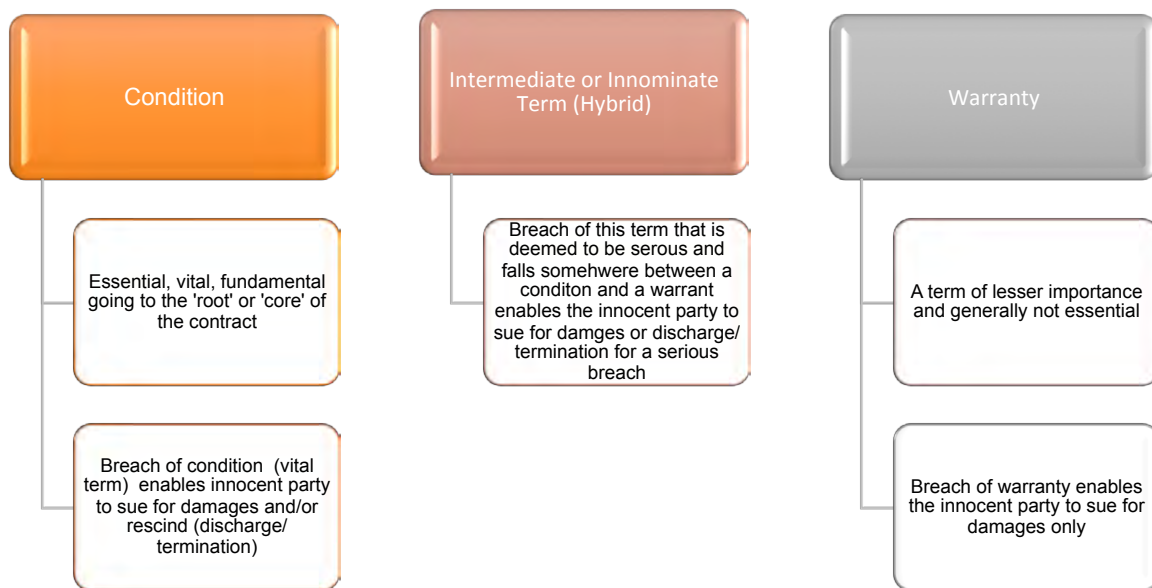 Condition
Essential, vital, fundamental
going to the 'root' or 'core' of
the contract
Breach of condition (vital
term) enables innocent party
to sue for damages and/or
rescind (discharge/
termination)
Intermediate or Innominate
Term (Hybrid)
Breach of this term that is
deemed to be serous and
falls somehwere between a
conditon and a warrant
enables the innocent party to
sue for damges or discharge/
termination for a serious
breach
Warranty
A term of lesser importance
and generally not essential
Breach of warranty enables
the innocent party to sue for
damages only